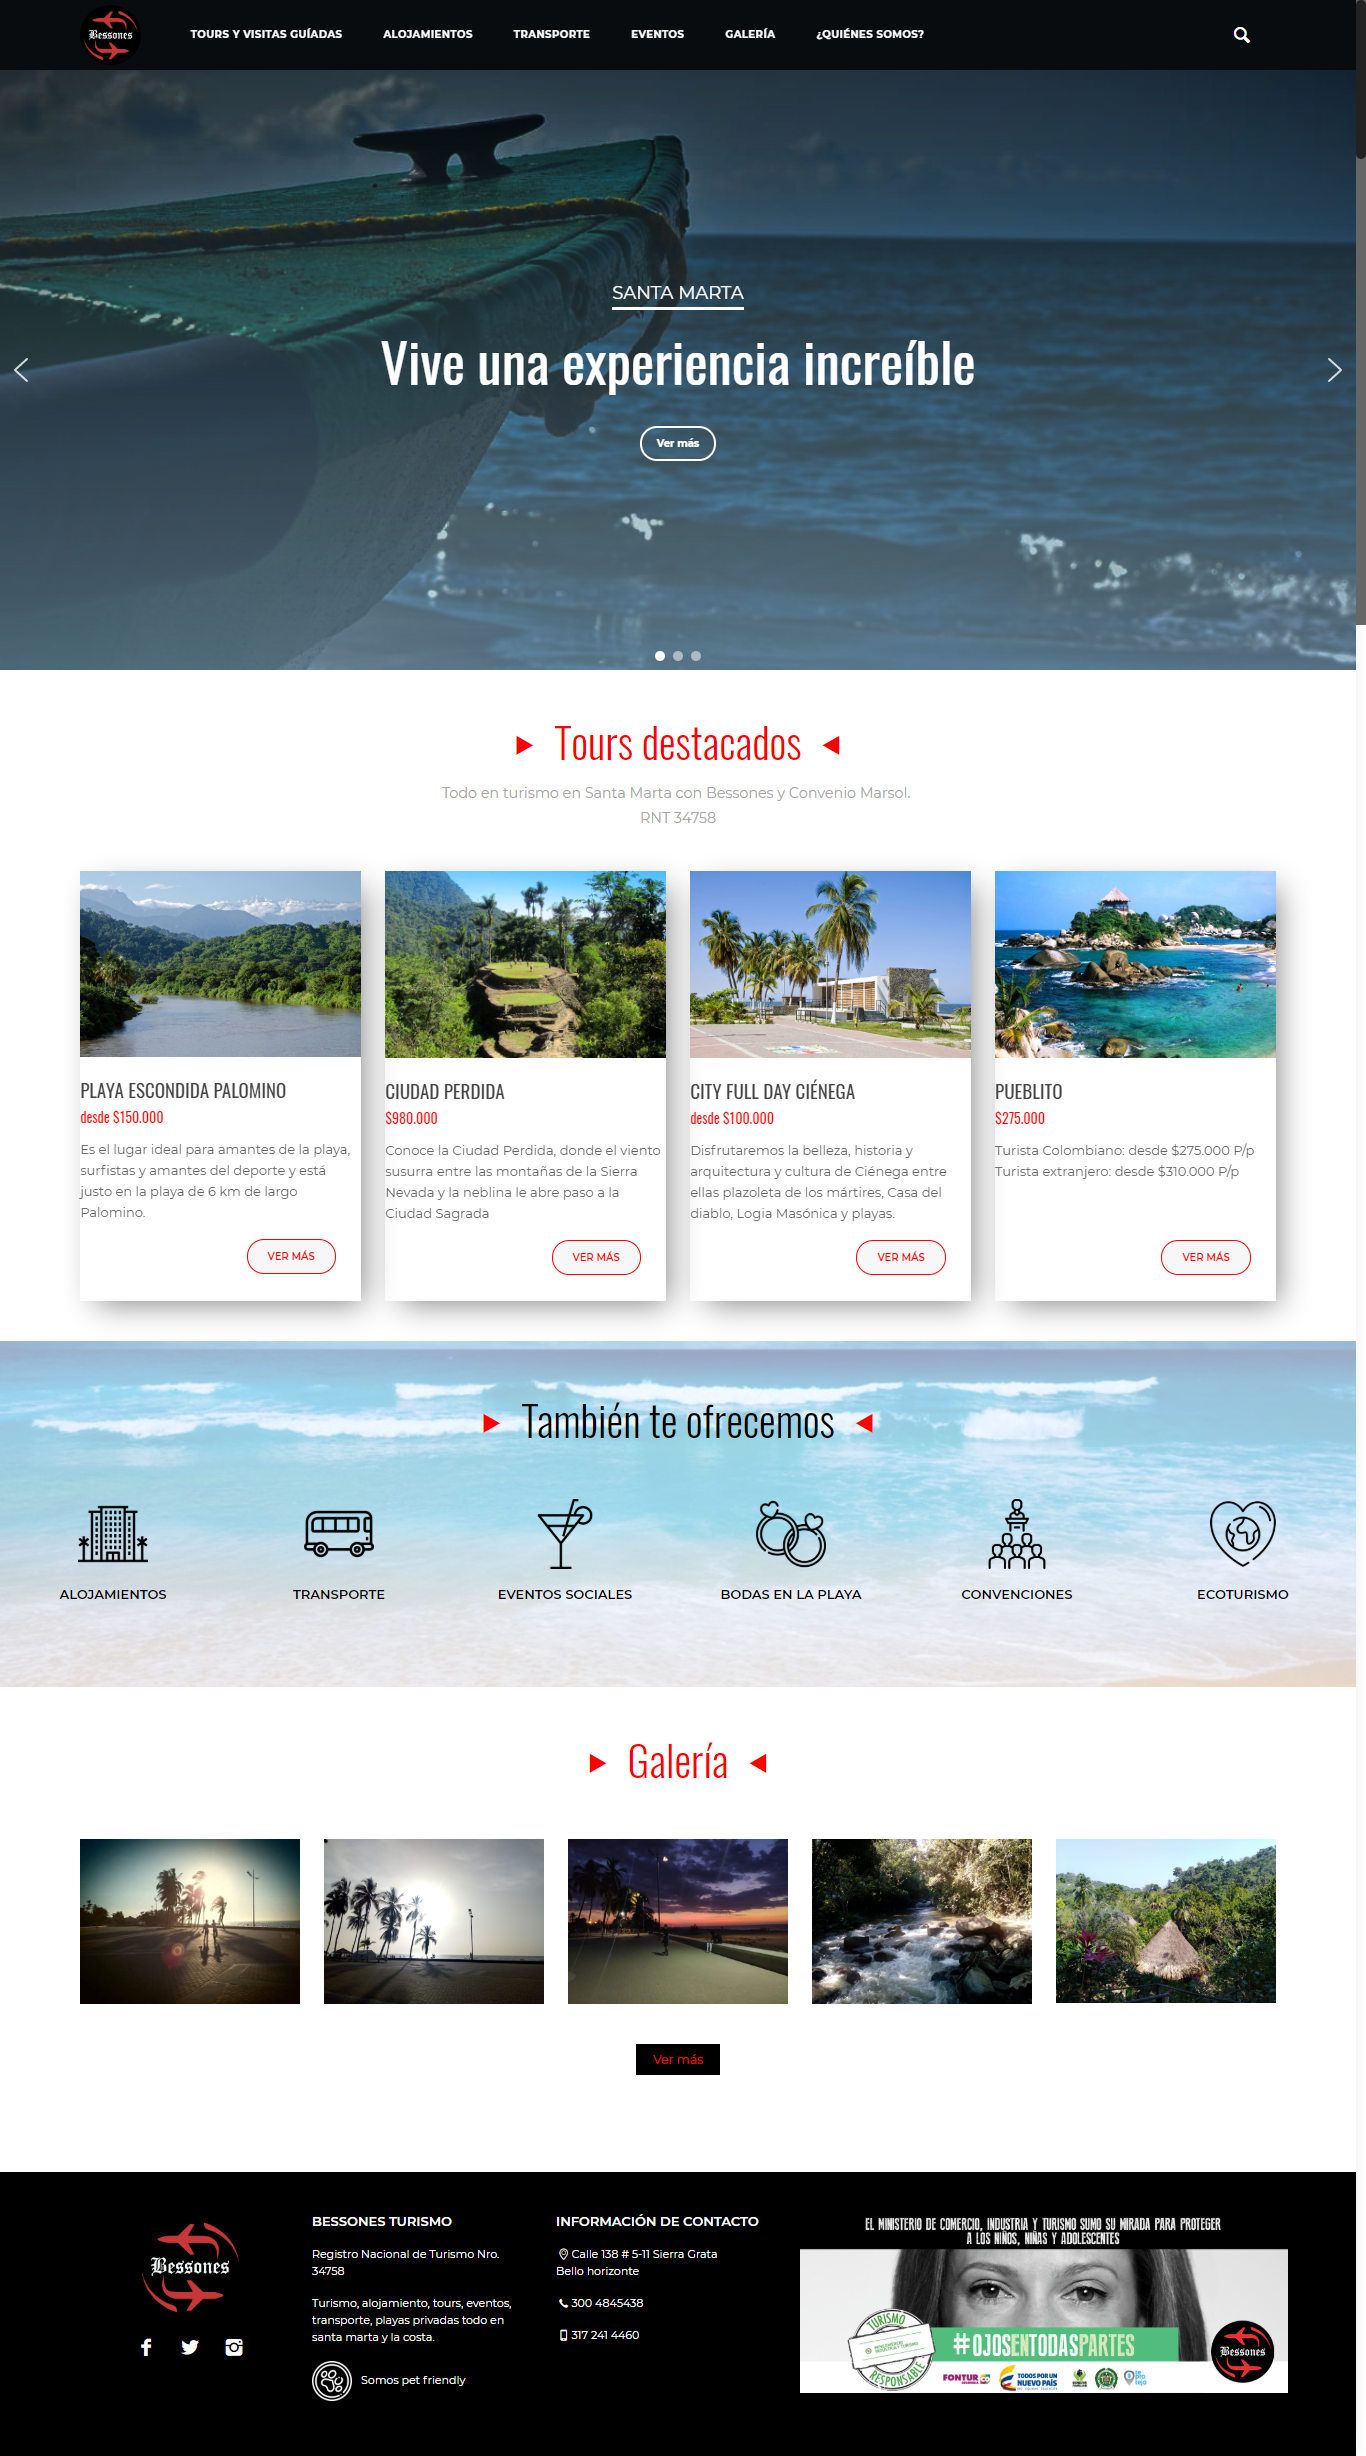 Bessones
TOURS Y VISITAS GUÍADAS
ALOJAMIENTOS
TRANSPORTE
EVENTOS
GALERÍA
¿QUIÉNES SOMOS?
SANTA MARTA
Vive una experiencia increíble
Ver más
Tours destacados
Todo en turismo en Santa Marta con Bessones y Convenio Marsol.
RNT 34758
PLAYA ESCONDIDA PALOMINO
desde $150.000
Es el lugar ideal para amantes de la playa,
surfistas y amantes del deporte y está
justo en la playa de 6 km de largo
Palomino.
VER MÁS
CIUDAD PERDIDA
$980.000
Conoce la Ciudad Perdida, donde el viento
susurra entre las montañas de la Sierra
Nevada y la neblina le abre paso a la
Ciudad Sagrada
VER MÁS
CITY FULL DAY CIÉNEGA
desde $100.000
Disfrutaremos la belleza, historia y
arquitectura y cultura de Ciénega entre
ellas plazoleta de los mártires, Casa del
diablo, Logia Masónica y playas.
VER MÁS
PUEBLITO
$275.000
Turista Colombiano: desde $275.000 P/p
Turista extranjero: desde $310.000 P/p
VER MÁS
También te ofrecemos
ALOJAMIENTOS
TRANSPORTE
EVENTOS SOCIALES
BODAS EN LA PLAYA
CONVENCIONES
ECOTURISMO
Galería
Ver más
Bessones
BESSONES TURISMO
Registro Nacional de Turismo Nro.
34758
Turismo, alojamiento, tours, eventos,
transporte, playas privadas todo en
santa marta y la costa.
Somos pet friendly
INFORMACIÓN DE CONTACTO
Calle 138 # 5-11 Sierra Grata
Bello horizonte
300 4845438
317 241 4460
EL MINISTERIO DE COMERCIO, INDUSTRIA Y TURISMO SUMO SU MIRADA PARA PROTEGER
A LOS NIÑOS, NIÑAS Y ADOLESCENTES
TURISMO
RESPONSABLE
#OJOSENTODASPARTES
FONTUR
TODOS POR UN
NUEVO PAÍS
Bessones